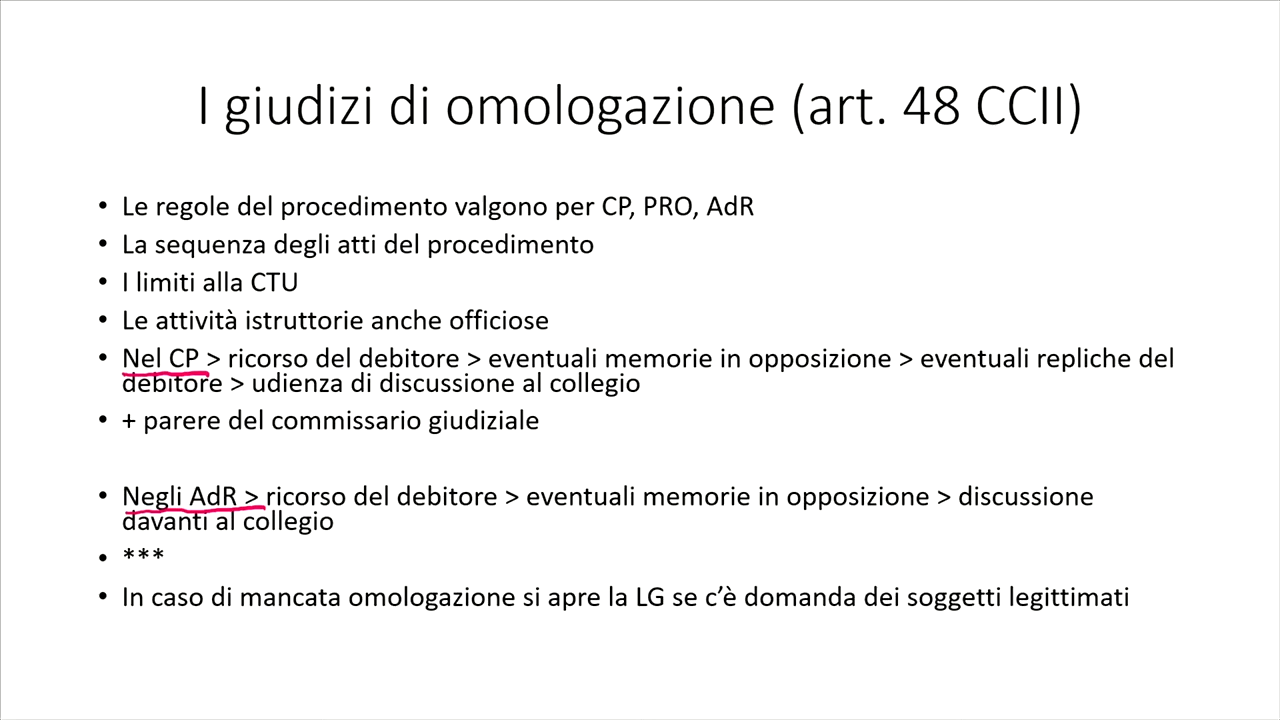 I giudizi di omologazione (art. 48 CCII)
• Le regole del procedimento valgono per CP, PRO, AdR
• La sequenza degli atti del procedimento
• I limiti alla CTU
• Le attività istruttorie anche officiose
• Nel CP > ricorso del debitore > eventuali memorie in opposizione > eventuali repliche del
debitore > udienza di discussione al collegio
• + parere del commissario giudiziale
• Negli AdR > ricorso del debitore > eventuali memorie in opposizione > discussione
davanti al collegio
• ***
• In caso di mancata omologazione si apre la LG se c’è domanda dei soggetti legittimati